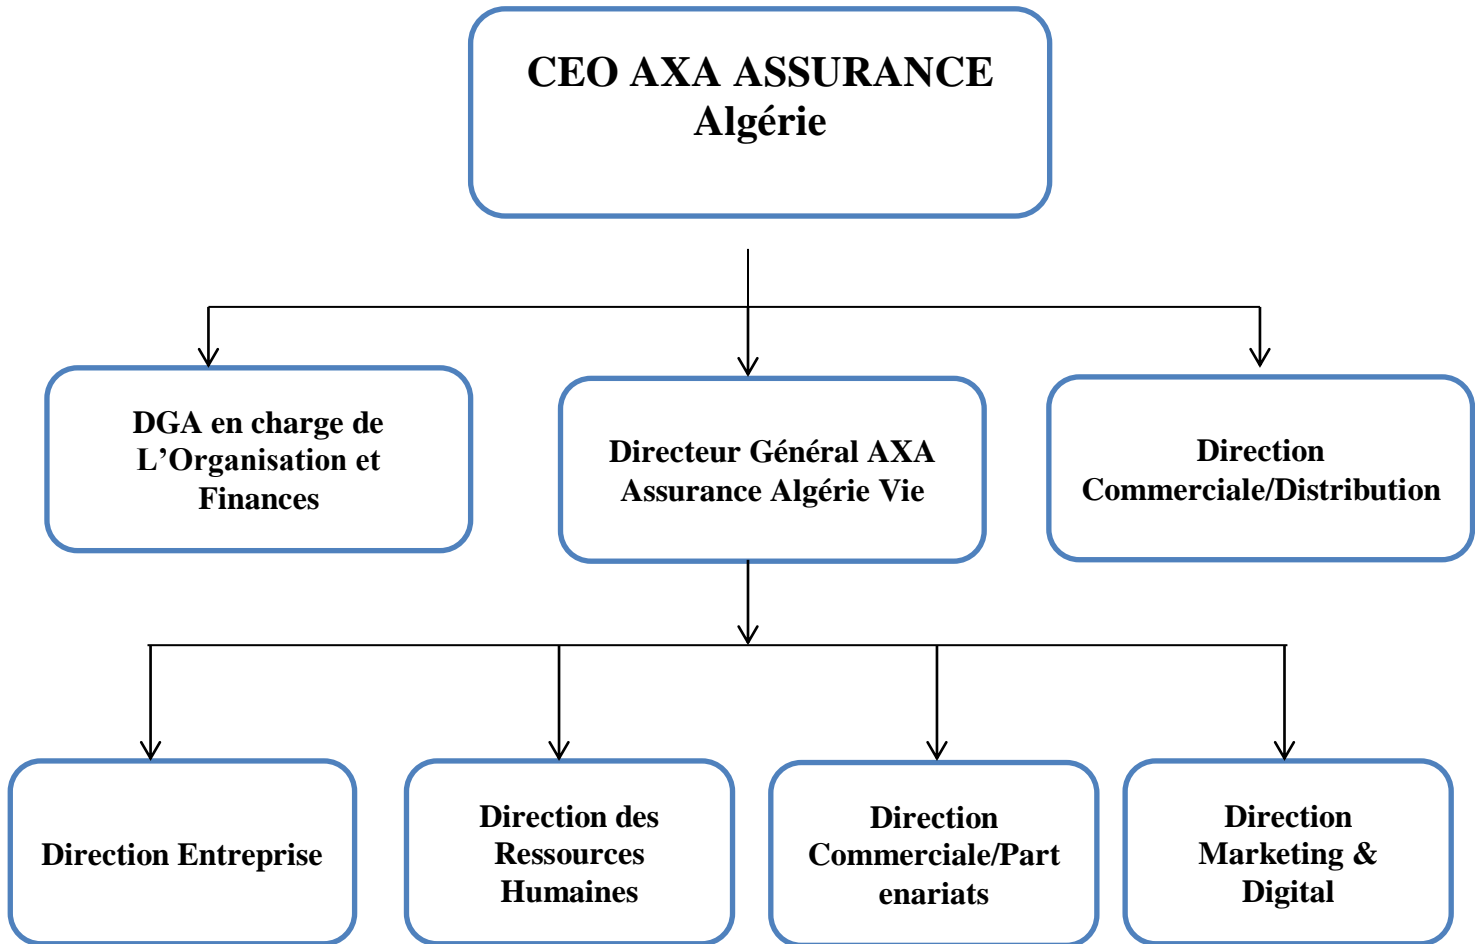 CEO AXA ASSURANCE
Algérie
DGA en charge de
L’Organisation et
Finances
Directeur Général AXA
Assurance Algérie Vie
Direction
Commerciale/Distribution
Direction Entreprise
Direction des
Ressources
Humaines
Direction
Commerciale/Part
enariats
Direction
Marketing &
Digital